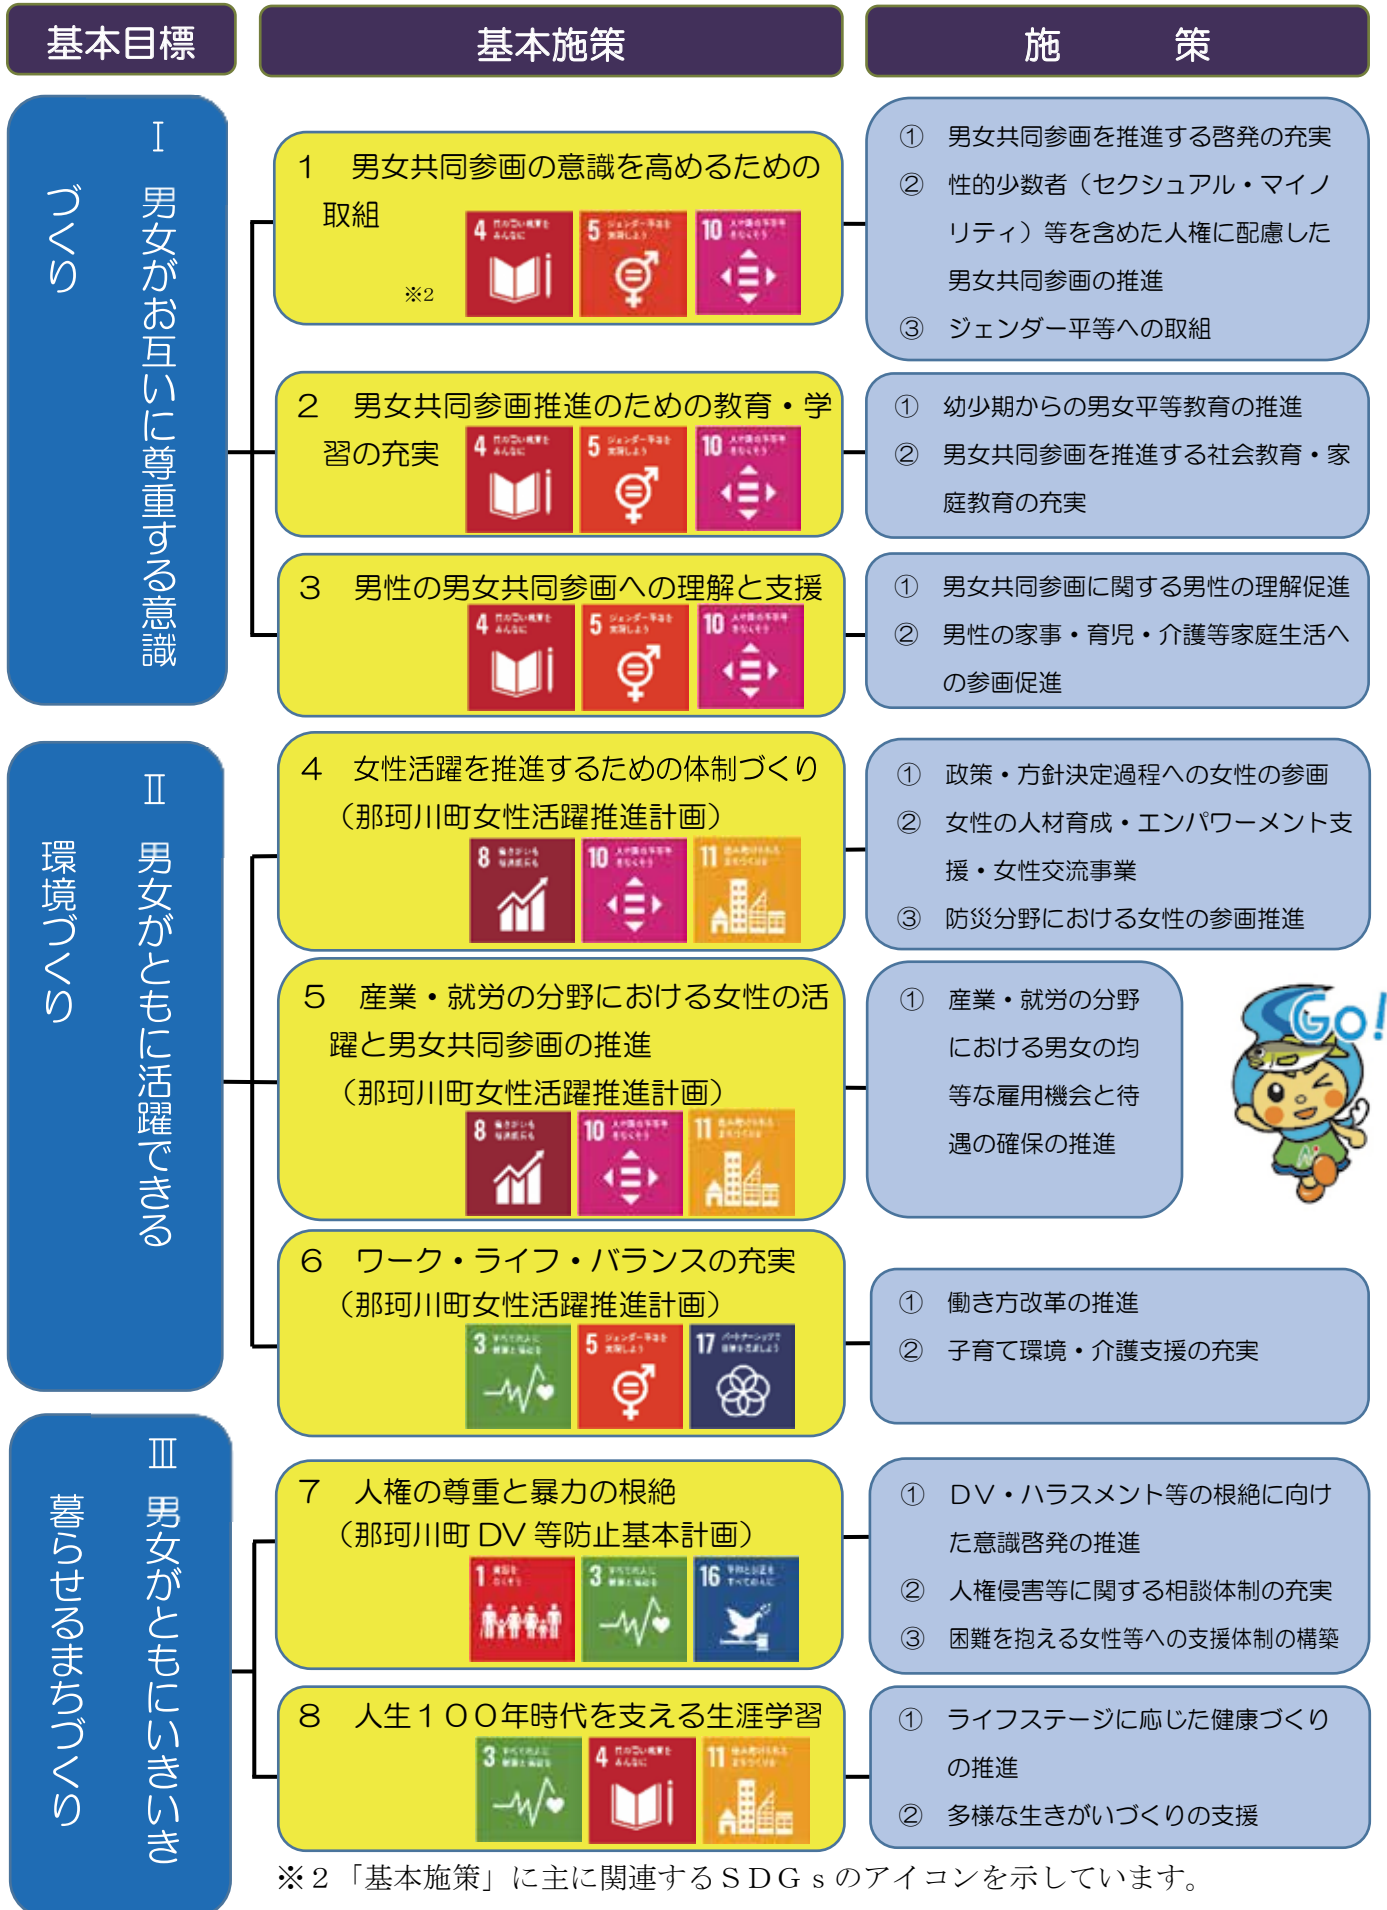 基本目標
基本施策
施　　策
Ⅰ　男女がお互いに尊重する意識
づくり
1　男女共同参画の意識を高めるための
取組
※2
4
5
10
①　男女共同参画を推進する啓発の充実
②　性的少数者（セクシュアル・マイノ
リティ）等を含めた人権に配慮した
男女共同参画の推進
③　ジェンダー平等への取組
2　男女共同参画推進のための教育・学
習の充実
4
5
10
①　幼少期からの男女平等教育の推進
②　男女共同参画を推進する社会教育・家
庭教育の充実
3　男性の男女共同参画への理解と支援
4
5
10
①　男女共同参画に関する男性の理解促進
②　男性の家事・育児・介護等家庭生活へ
の参画促進
Ⅱ　男女がともに活躍できる
環境づくり
4　女性活躍を推進するための体制づくり
（那珂川町女性活躍推進計画）
8
10
11
①　政策・方針決定過程への女性の参画
②　女性の人材育成・エンパワーメント支
援・女性交流事業
③　防災分野における女性の参画推進
5　産業・就労の分野における女性の活
躍と男女共同参画の推進
（那珂川町女性活躍推進計画）
8
10
11
①　産業・就労の分野
における男女の均
等な雇用機会と待
遇の確保の推進
Go!
6　ワーク・ライフ・バランスの充実
（那珂川町女性活躍推進計画）
3
5
17
①　働き方改革の推進
②　子育て環境・介護支援の充実
Ⅲ　男女がともにいきいき
暮らせるまちづくり
7　人権の尊重と暴力の根絶
（那珂川町 DV 等防止基本計画）
1
3
16
①　ＤＶ・ハラスメント等の根絶に向け
た意識啓発の推進
②　人権侵害等に関する相談体制の充実
③　困難を抱える女性等への支援体制の構築
8　人生１００年時代を支える生涯学習
3
4
11
①　ライフステージに応じた健康づくり
の推進
②　多様な生きがいづくりの支援
※２「基本施策」に主に関連するＳＤＧｓのアイコンを示しています。